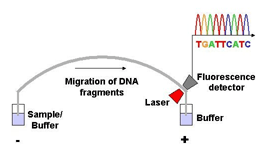 TGATTCATC
Migration of DNA
fragments
Fluorescence
detector
Laser
Sample/
Buffer
Buffer
-
+